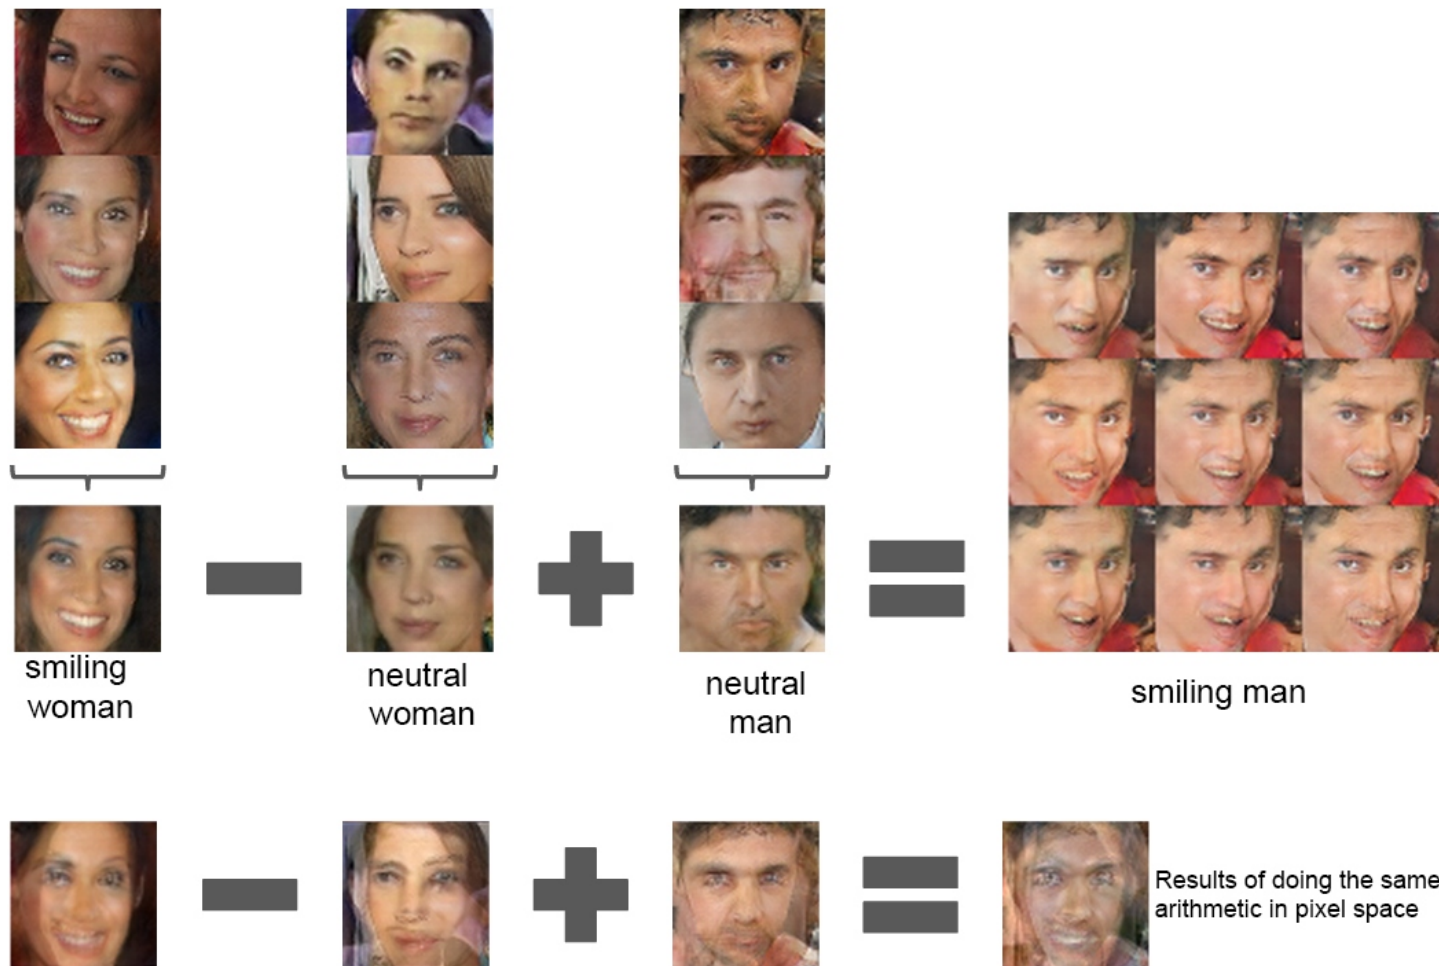 smiling
woman
neutral
woman
neutral
man
smiling man
Results of doing the same
arithmetic in pixel space